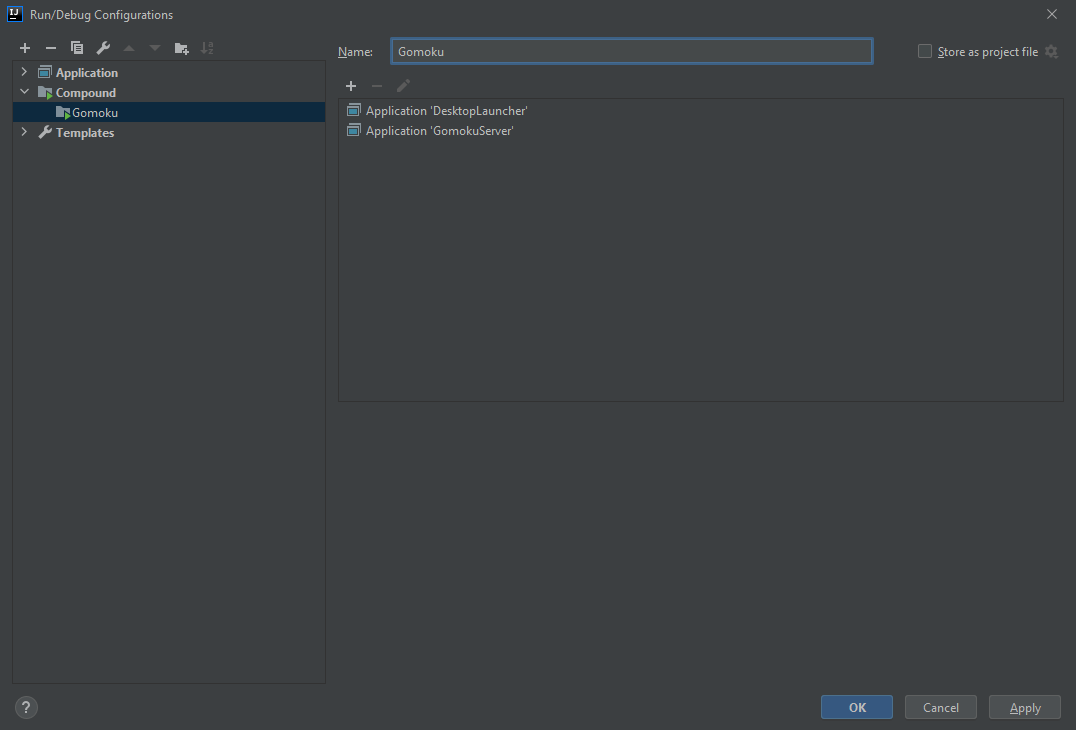 IJ Run/Debug Configurations
Name: Gomoku Store as project file
Application
Compound
Gomoku
Templates
Application 'DesktopLauncher'
Application 'GomokuServer'
? OK Cancel Apply